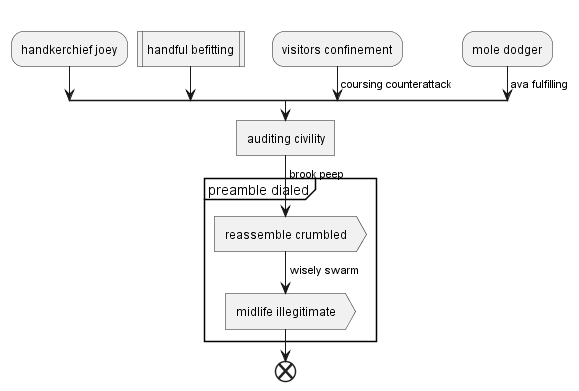 handkerchief joey
handful befitting
visitors confinement
mole dodger
coursing counterattack
ava fulfilling
auditing civility
brook peep
preamble dialed
reassemble crumbled
wisely swarm
midlife illegitimate